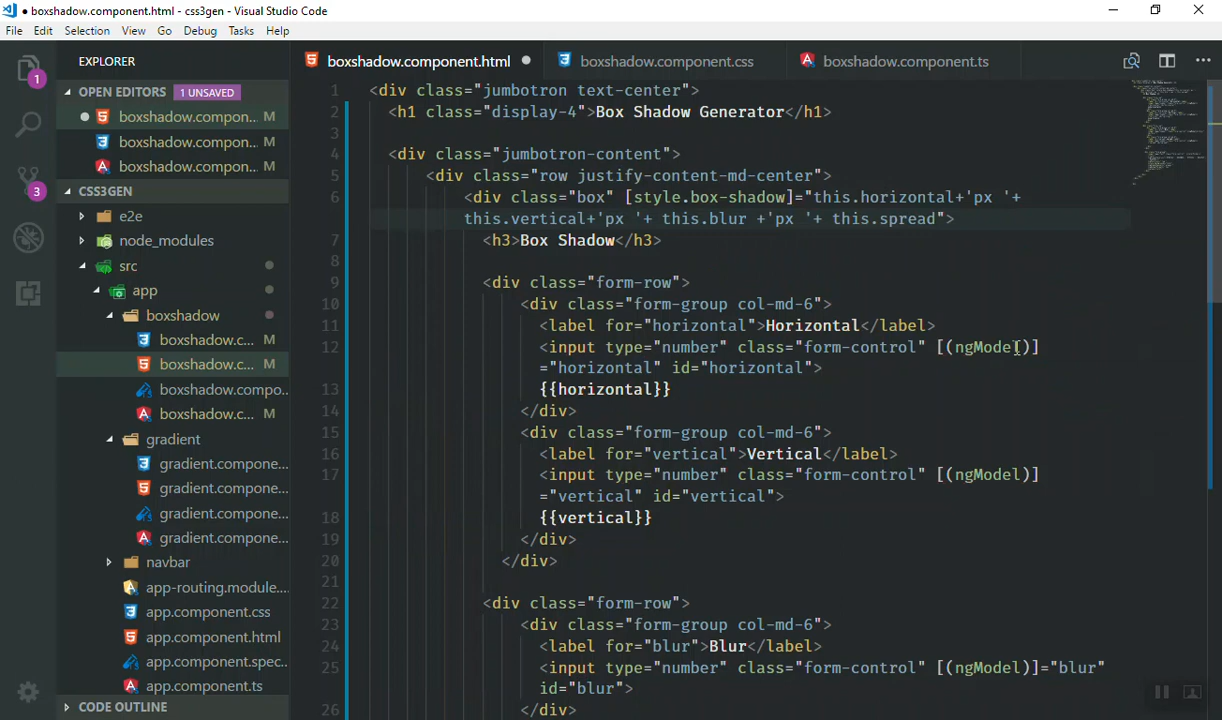 ● boxshadow.component.html - css3gen - Visual Studio Code
File Edit Selection View Go Debug Tasks Help
EXPLORER
OPEN EDITORS 1 UNSAVED
boxshadow.compon... M
boxshadow.compon... M
boxshadow.compon... M
CSS3GEN
e2e
node_modules
src
app
boxshadow
boxshadow.c... M
boxshadow.c... M
boxshadow.compo...
boxshadow.c... M
gradient
gradient.compone...
gradient.compone...
gradient.compone...
gradient.compone...
navbar
app-routing.module....
app.component.css
app.component.html
app.component.spec...
app.component.ts
CODE OUTLINE
1
3
boxshadow.component.html boxshadow.component.css boxshadow.component.ts
1 <div class="jumbotron text-center">
2 <h1 class="display-4">Box Shadow Generator</h1>
3
4 <div class="jumbotron-content">
5 <div class="row justify-content-md-center">
6 <div class="box" [style.box-shadow]="this.horizontal+'px '+
this.vertical+'px '+ this.blur +'px '+ this.spread">
7 <h3>Box Shadow</h3>
8
9 <div class="form-row">
10 <div class="form-group col-md-6">
11 <label for="horizontal">Horizontal</label>
12 <input type="number" class="form-control" [(ngModel)]
="horizontal" id="horizontal">
13 {{horizontal}}
14 </div>
15 <div class="form-group col-md-6">
16 <label for="vertical">Vertical</label>
17 <input type="number" class="form-control" [(ngModel)]
="vertical" id="vertical">
18 {{vertical}}
19 </div>
20 </div>
21
22 <div class="form-row">
23 <div class="form-group col-md-6">
24 <label for="blur">Blur</label>
25 <input type="number" class="form-control" [(ngModel)]="blur"
id="blur">
26 </div>